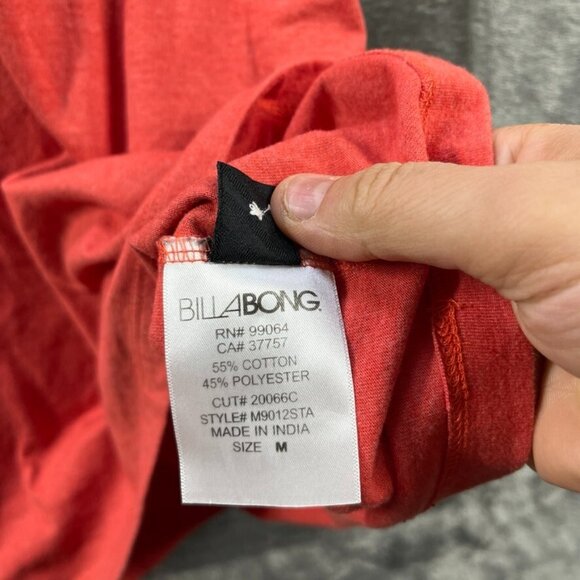 BILLABONG
RN# 99064
CA# 37757
55% COTTON
45% POLYESTER
CUT# 20066C
STYLE# M9012STA
MADE IN INDIA
SIZE M